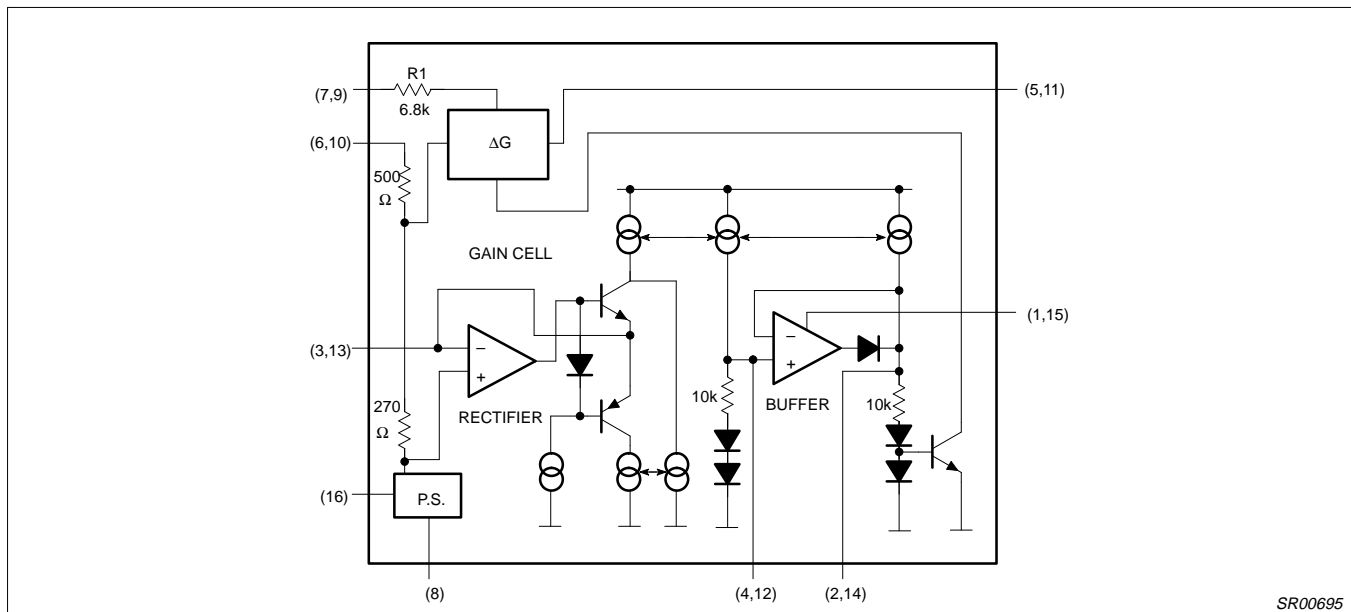 R1
(7,9)
6.8k
(5,11)
(6,10)
ΔG
500
Ω
GAIN CELL
(1,15)
(3,13)
−
+
−
+
10k
BUFFER
10k
270
Ω
RECTIFIER
(16)
P.S.
(8)
(4,12)
(2,14)
SR00695